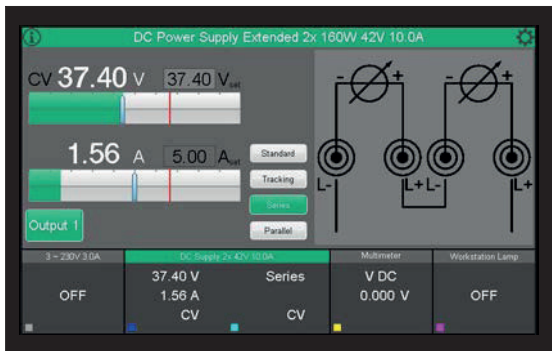 DC Power Supply Extended 2x 160W 42V 10.0A
CV 37.40 V 37.40 Vset
1.56 A 5.00 Aset
Standard
Tracking
Series
Parallel
Output 1
- + - +
L- L+ L- L+
3 ~ 230V 3.0A
OFF
DC Supply 2x 42V 10.0A
37.40 V Series
1.56 A
CV CV
Multimeter
V DC
0.000 V
Workstation Lamp
OFF